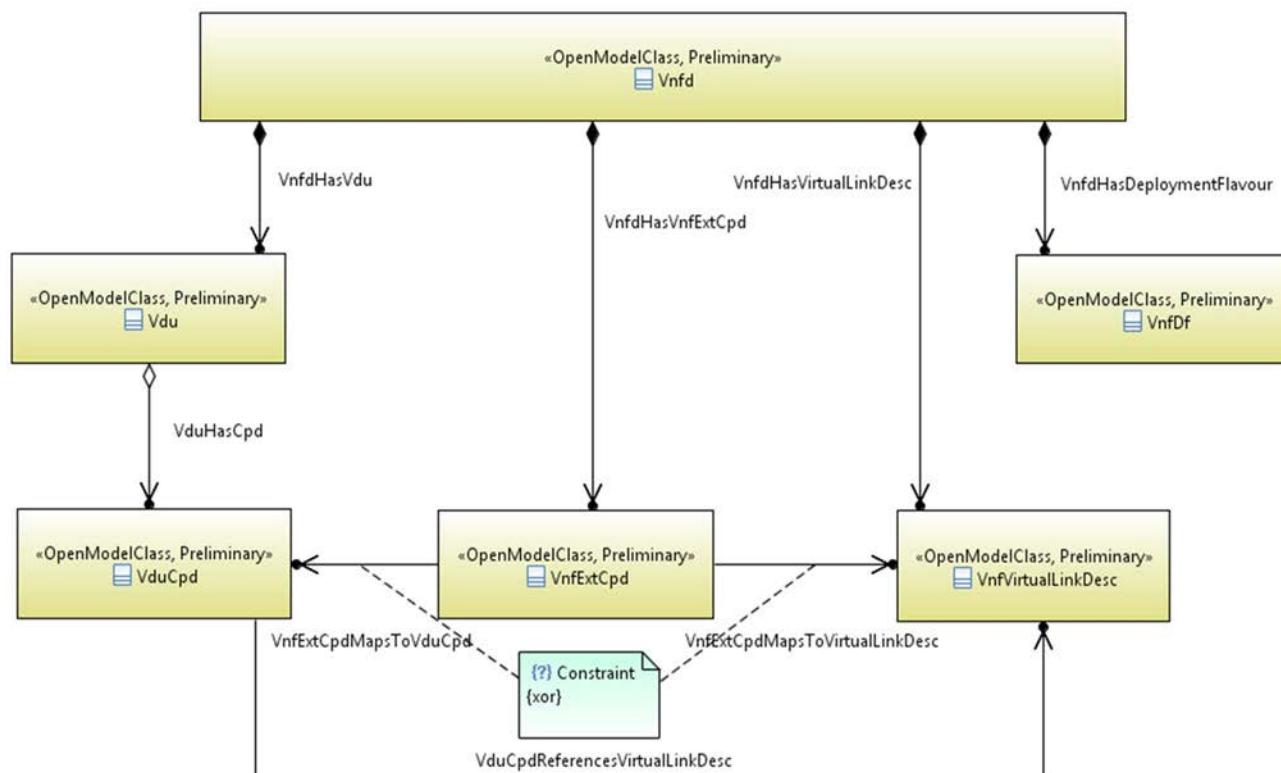 «OpenModelClass, Preliminary»
Vnfd
VnfdHasVdu
VnfdHasVnfExtCpd
VnfdHasVirtualLinkDesc
VnfdHasDeploymentFlavour
«OpenModelClass, Preliminary»
Vdu
«OpenModelClass, Preliminary»
VnfDf
VduHasCpd
«OpenModelClass, Preliminary»
VduCpd
«OpenModelClass, Preliminary»
VnfExtCpd
«OpenModelClass, Preliminary»
VnfVirtualLinkDesc
VnfExtCpdMapsToVduCpd
VnfExtCpdMapsToVirtualLinkDesc
{?} Constraint
{xor}
VduCpdReferencesVirtualLinkDesc